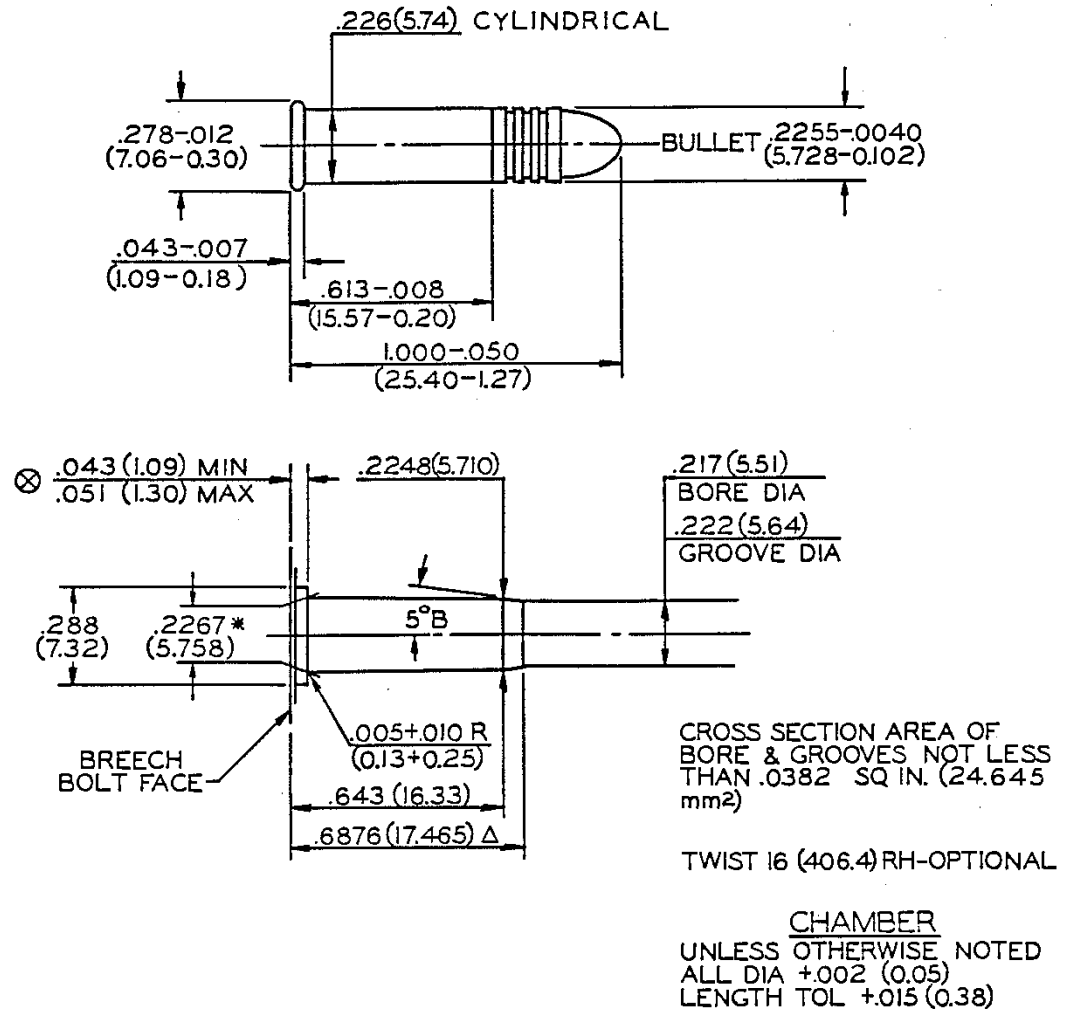 .226(5.74) CYLINDRICAL
.278-.012
(7.06-0.30)
BULLET .2255-.0040
(5.728-0.102)
.043-.007
(1.09-0.18)
.613-.008
(15.57-0.20)
1.000-.050
(25.40-1.27)
⊗ .043 (1.09) MIN
.051 (1.30) MAX
.2248(5.710)
.217(5.51)
BORE DIA
.222(5.64)
GROOVE DIA
.288
(7.32)
.2267*
(5.758)
5°B
.005+.010 R
(0.13+0.25)
BREECH
BOLT FACE
.643 (16.33)
.6876(17.465) Δ
CROSS SECTION AREA OF
BORE & GROOVES NOT LESS
THAN .0382 SQ IN. (24.645
mm2)
TWIST 16 (406.4) RH-OPTIONAL
CHAMBER
UNLESS OTHERWISE NOTED
ALL DIA +.002 (0.05)
LENGTH TOL +.015 (0.38)